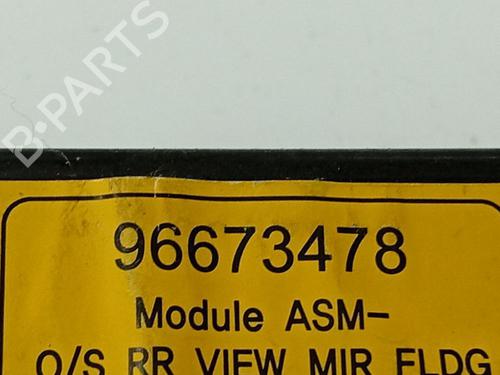 B-PARTS
96673478
Module ASM-
O/S RR VIEW MIR FLDG